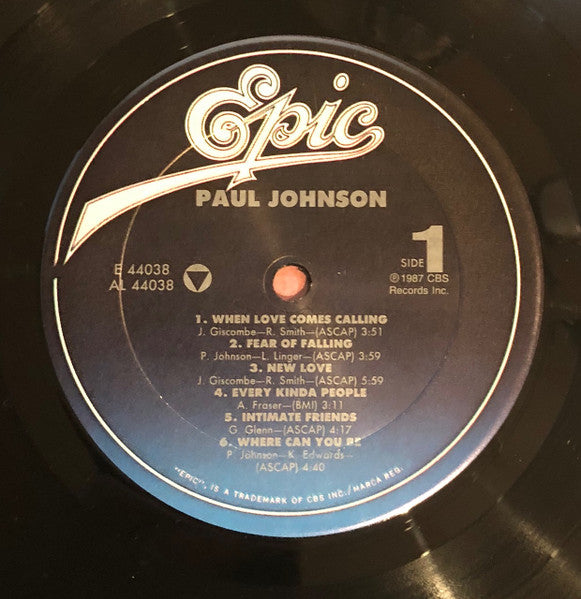 Epic
PAUL JOHNSON
E 44038
AL 44038
SIDE 1
℗ 1987 CBS
Records Inc.
1. WHEN LOVE COMES CALLING
J. Giscombe—R. Smith—(ASCAP) 3:51
2. FEAR OF FALLING
P. Johnson—L. Linger—(ASCAP) 3:59
3. NEW LOVE
J. Giscombe—R. Smith—(ASCAP) 5:59
4. EVERY KINDA PEOPLE
A. Fraser—(BMI) 3:11
5. INTIMATE FRIENDS
G. Glenn—(ASCAP) 4:17
6. WHERE CAN YOU BE
P. Johnson—K. Edwards—
(ASCAP) 4:40
"EPIC", IS A TRADEMARK OF CBS INC./MARCA REG.